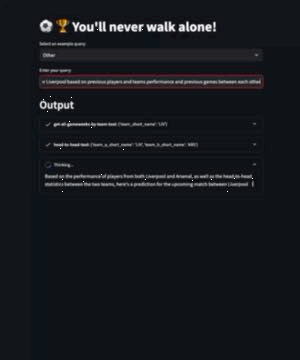 ⚽🏆 You'll never walk alone!
Select an example query:
Other
Enter your query:
Liverpool based on previous players and teams performance and previous games between each other
Output
get-all-gameweeks-by-team-tool: {'team_short_name': 'LIV'}
head-to-head-tool: {'team_a_short_name': 'LIV', 'team_b_short_name': 'ARS'}
Thinking...
Based on the performance of players from both Liverpool and Arsenal, as well as the head-to-head
statistics between the two teams, here's a prediction for the upcoming match between Liverpool